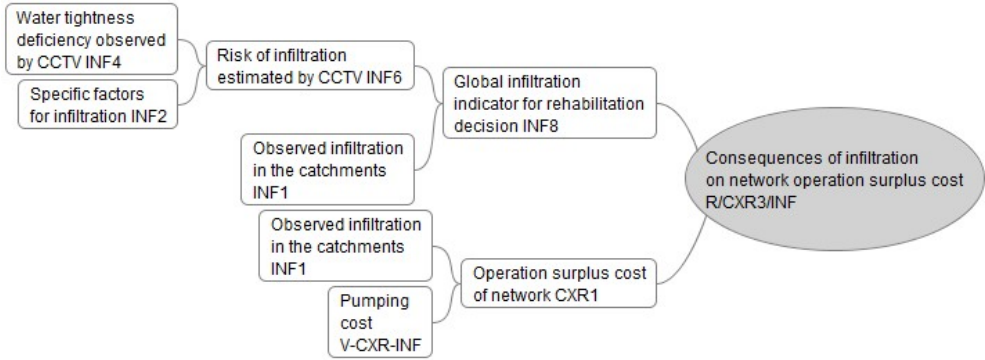 Water tightness
deficiency observed
by CCTV INF4
Specific factors
for infiltration INF2
Risk of infiltration
estimated by CCTV INF6
Observed infiltration
in the catchments
INF1
Global infiltration
indicator for rehabilitation
decision INF8
Observed infiltration
in the catchments
INF1
Pumping
cost
V-CXR-INF
Operation surplus cost
of network CXR1
Consequences of infiltration
on network operation surplus cost
R/CXR3/INF